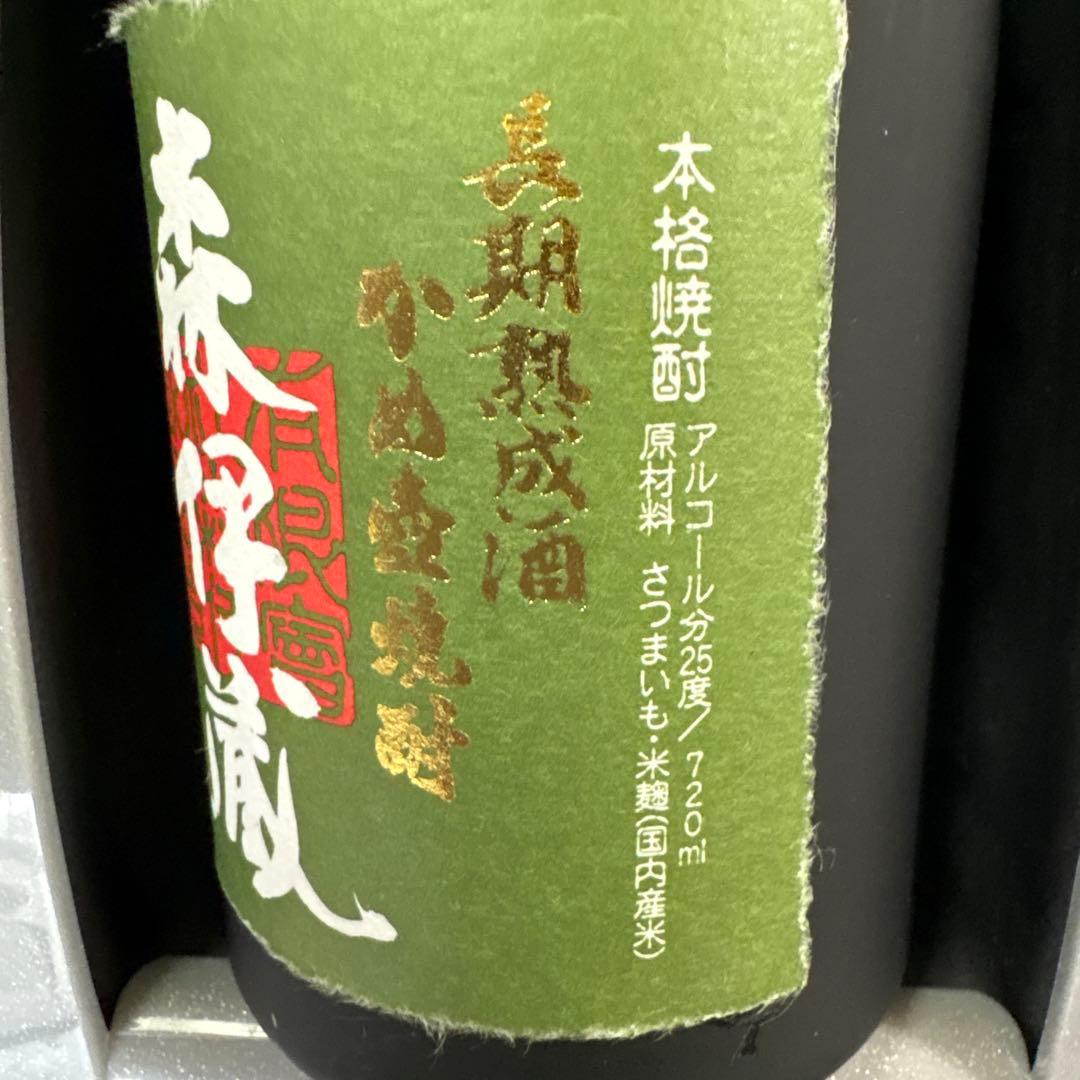 本格焼酎
アルコール分25度/720ml
原材料 さつまいも・米麹(国内産米)
長期熟成酒
かめ壺焼酎
森伊蔵